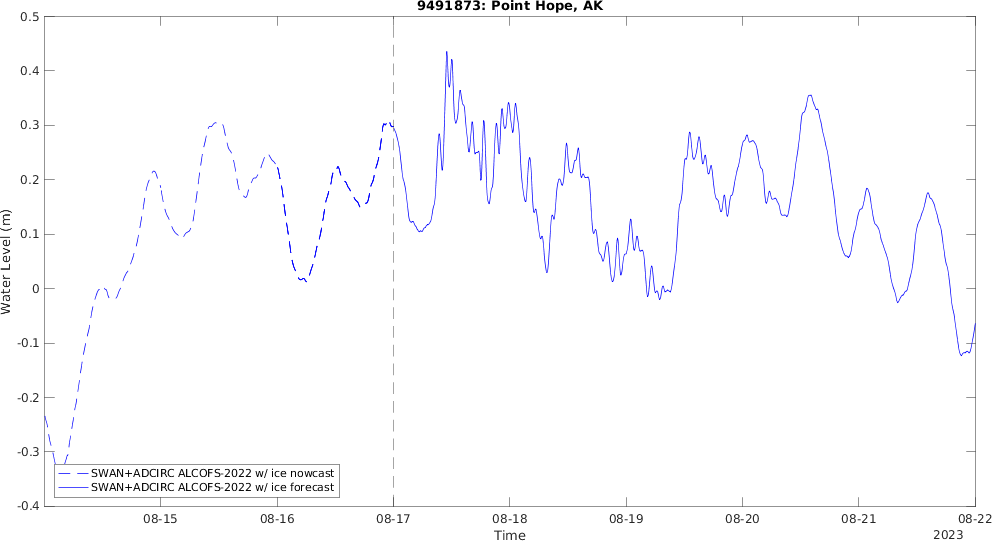 9491873: Point Hope, AK
0.5
0.4
0.3
0.2
0.1
0
-0.1
-0.2
-0.3
-0.4
Water Level (m)
SWAN+ADCIRC ALCOFS-2022 w/ ice nowcast
SWAN+ADCIRC ALCOFS-2022 w/ ice forecast
08-15 08-16 08-17 08-18 08-19 08-20 08-21 08-22
Time
2023